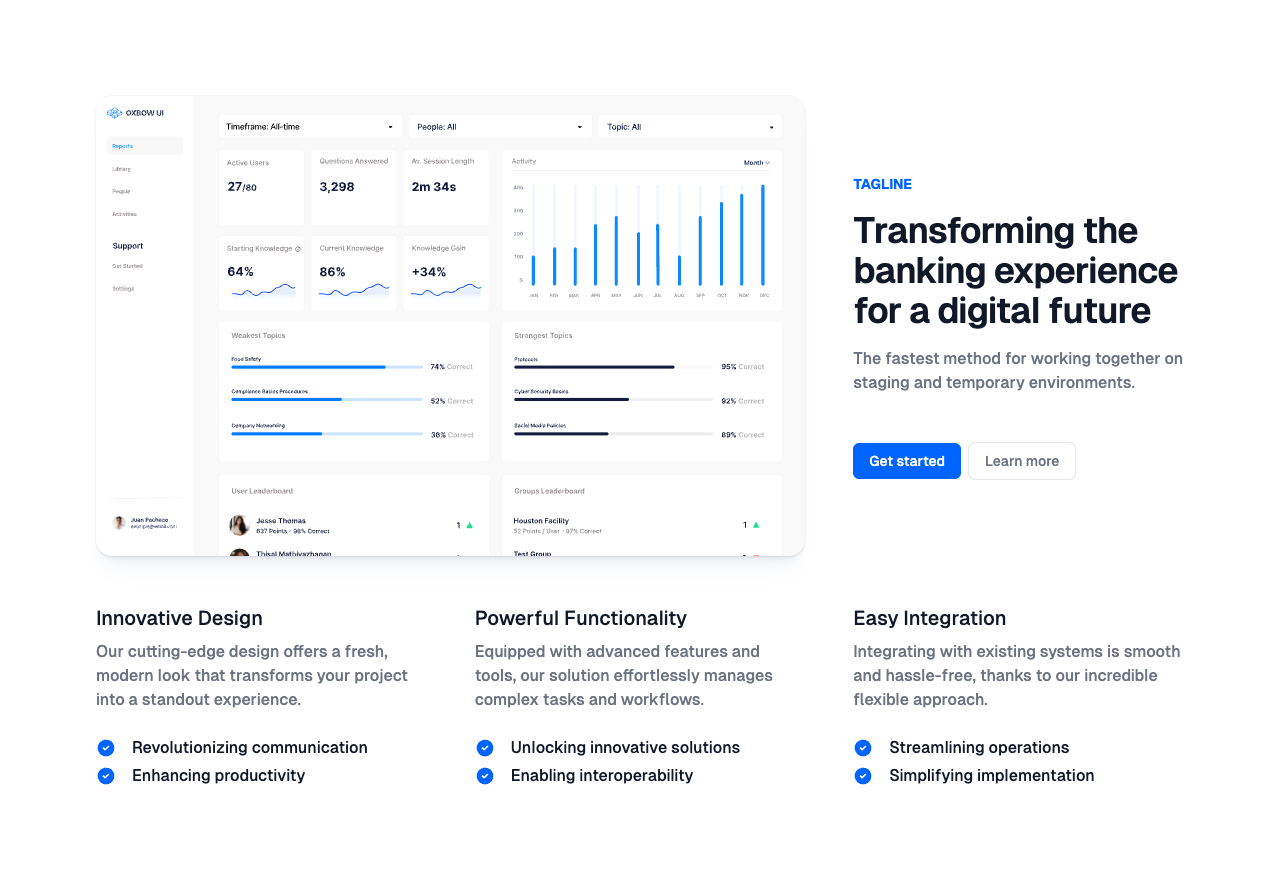 OXBOW UI
Reports
Library
People
Activities
Support
Get Started
Settings
Juan Pacheco
Timeframe: All-time
People: All
Topic: All
Active Users
27/80
Questions Answered
3,298
Av. Session Length
2m 34s
Starting Knowledge
64%
Current Knowledge
86%
Knowledge Gain
+34%
Activity
Month
400
300
200
100
JAN FEB MAR APR MAY JUN JUL AUG SEP OCT NOV DEC
Weakest Topics
Food Safety
74% Correct
Compliance Basics Procedures
52% Correct
Company Networking
36% Correct
Strongest Topics
Protocols
95% Correct
Cyber Security Basics
92% Correct
Social Media Policies
89% Correct
User Leaderboard
Jesse Thomas
637 Points - 98% Correct
1
Thisal Mathiyazhagan
Groups Leaderboard
Houston Facility
52 Points / User - 97% Correct
1
Test Group
TAGLINE
Transforming the
banking experience
for a digital future
The fastest method for working together on
staging and temporary environments.
Get started
Learn more
Innovative Design
Our cutting-edge design offers a fresh,
modern look that transforms your project
into a standout experience.
Revolutionizing communication
Enhancing productivity
Powerful Functionality
Equipped with advanced features and
tools, our solution effortlessly manages
complex tasks and workflows.
Unlocking innovative solutions
Enabling interoperability
Easy Integration
Integrating with existing systems is smooth
and hassle-free, thanks to our incredible
flexible approach.
Streamlining operations
Simplifying implementation